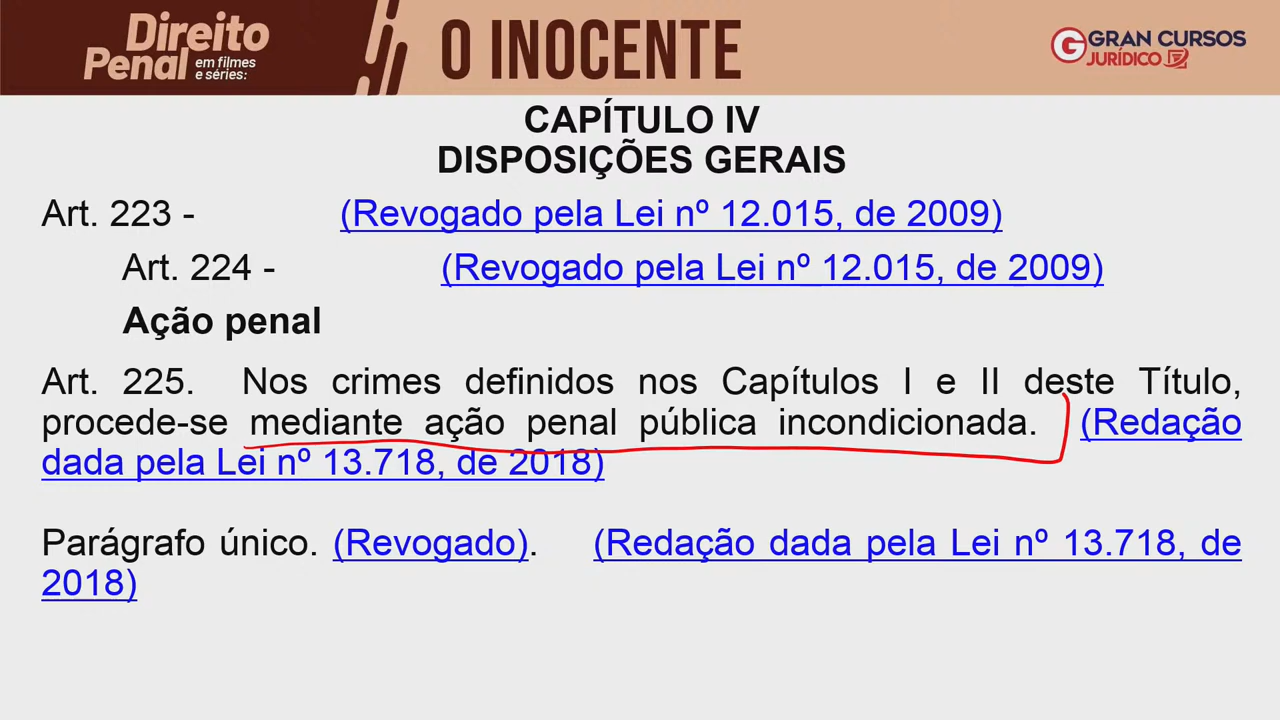 Direito
Penal em filmes
e séries:
O INOCENTE
GRAN CURSOS
JURÍDICO
CAPÍTULO IV
DISPOSIÇÕES GERAIS
Art. 223 - (Revogado pela Lei nº 12.015, de 2009)
Art. 224 - (Revogado pela Lei nº 12.015, de 2009)
Ação penal
Art. 225. Nos crimes definidos nos Capítulos I e II deste Título,
procede-se mediante ação penal pública incondicionada. (Redação
dada pela Lei nº 13.718, de 2018)
Parágrafo único. (Revogado). (Redação dada pela Lei nº 13.718, de
2018)